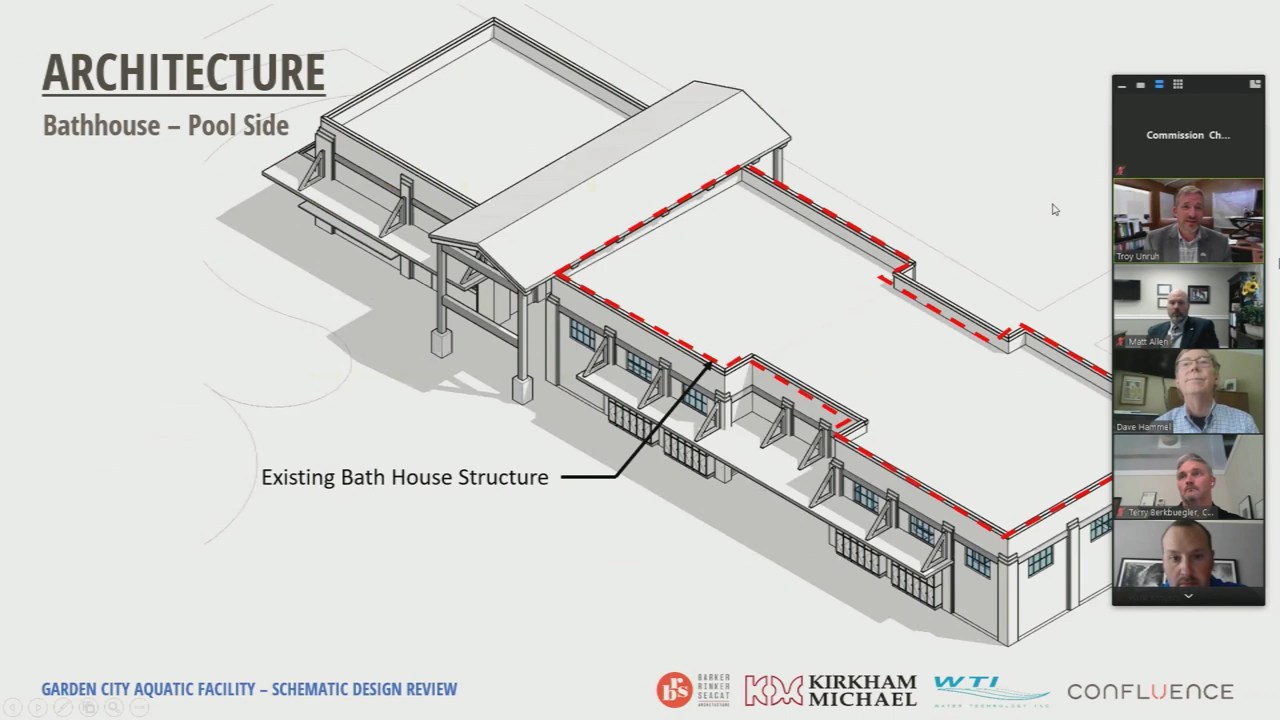 ARCHITECTURE
Bathhouse – Pool Side
Commission Ch...
Troy Unruh
Matt Allen
Dave Hammel
Existing Bath House Structure
Terry Berkbuegler, C...
GARDEN CITY AQUATIC FACILITY – SCHEMATIC DESIGN REVIEW
brs
BARKER
RINKER
SEACAT
ARCHITECTURE
KIRKHAM
MICHAEL
WTI
WATER TECHNOLOGY INC.
CONFLUENCE